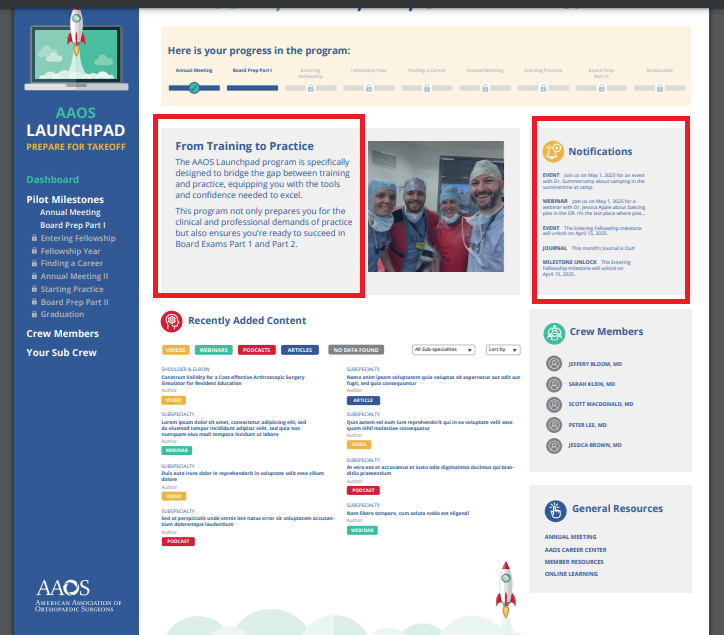 AAOS
LAUNCHPAD
PREPARE FOR TAKEOFF
Dashboard
Pilot Milestones
Annual Meeting
Board Prep Part I
Entering Fellowship
Fellowship Year
Finding a Career
Annual Meeting II
Starting Practice
Board Prep Part II
Graduation
Crew Members
Your Sub Crew
AAOS
AMERICAN ASSOCIATION OF
ORTHOPAEDIC SURGEONS
Here is your progress in the program:
Annual Meeting
Board Prep Part I
Entering
Fellowship
Fellowship Year
Finding a Career
Annual Meeting
Starting Practice
Board Prep
Part II
Graduation
From Training to Practice
The AAOS Launchpad program is specifically
designed to bridge the gap between training
and practice, equipping you with the tools
and confidence needed to excel.
This program not only prepares you for the
clinical and professional demands of practice
but also ensures you're ready to succeed in
Board Exams Part 1 and Part 2.
Notifications
EVENT Join us on May 1, 2025 for an event
with Dr. Summercamp about camping in the
summertime at camp.
WEBINAR Join us on May 1, 2025 for a
webinar with Dr. Jessica Apple about bakcing
pies in the OR. It's the place where pies...
EVENT The Entering Fellowship miestone
will unlock on April 15, 2025.
JOURNAL This month's journal is Out!
MILESTONE UNLOCK The Entering
Fellowship milestone will unlock on
April 15, 2025.
Recently Added Content
VIDEOS
WEBINARS
PODCASTS
ARTICLES
NO DATA FOUND
All Sub-specialites
Sort by
SHOULDER & ELBOW
Construct Validity for a Cost-effective Arthroscopic Surgery
Simulator for Resident Education
Author
VIDEO
SUBSPECIALTY
Lorem ipsum dolor sit amet, consectetur adipiscing elit, sed
do eiusmod tempor incididunt adipisci velit, sed quia non
numquam eius modi tempora incidunt ut labore
Author
WEBINAR
SUBSPECIALTY
Duis aute irure dolor in reprehenderit in voluptate velit esse cillum
dolore
Author
VIDEO
SUBSPECIALTY
Sed ut perspiciatis unde omnis iste natus error sit voluptatem accusan-
tium doloremque laudantium
Author
PODCAST
SUBSPECIALTY
Nemo enim ipsum voluptatem quia voluptas sit aspernatur aut odit aut
fugit, sed quia consequuntur
Author
ARTICLE
SUBSPECIALTY
Quis autem vel eum iure reprehenderit qui in ea voluptate velit esse
quam nihil molestiae consequatur
Author
VIDEO
SUBSPECIALTY
At vero eos et accusamus et iusto odio dignissimos ducimus qui blan-
ditiis praesentium
Author
PODCAST
SUBSPECIALTY
Nam libero tempore, cum soluta nobis est eligendi
Author
WEBINAR
Crew Members
JEFFERY BLOOM, MD
SARAH KLEIN, MD
SCOTT MACDONALD, MD
PETER LEE, MD
JESSICA BROWN, MD
General Resources
ANNUAL MEETING
AAOS CAREER CENTER
MEMBER RESOURCES
ONLINE LEARNING